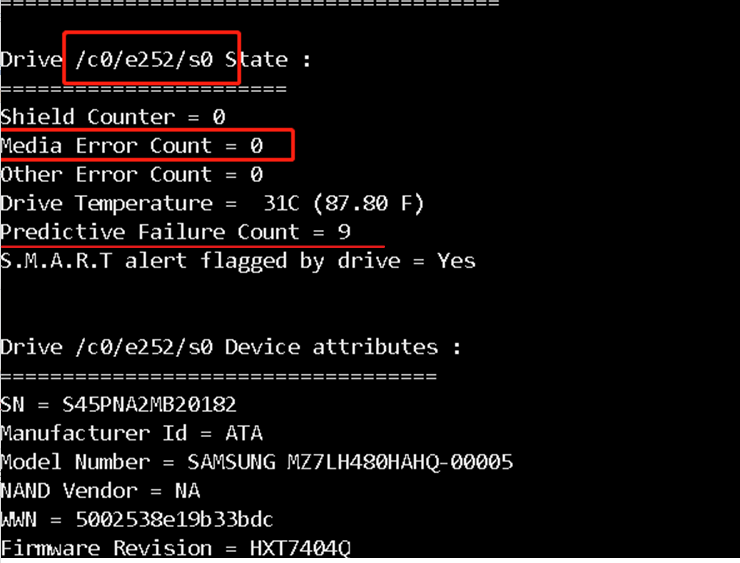 ================================================
Drive /c0/e252/s0 State :
=======================
Shield Counter = 0
Media Error Count = 0
Other Error Count = 0
Drive Temperature =  31C (87.80 F)
Predictive Failure Count = 9
S.M.A.R.T alert flagged by drive = Yes
Drive /c0/e252/s0 Device attributes :
===================================
SN = S45PNA2MB20182
Manufacturer Id = ATA
Model Number = SAMSUNG MZ7LH480HAHQ-00005
NAND Vendor = NA
WWN = 5002538e19b33bdc
Firmware Revision = HXT7404Q